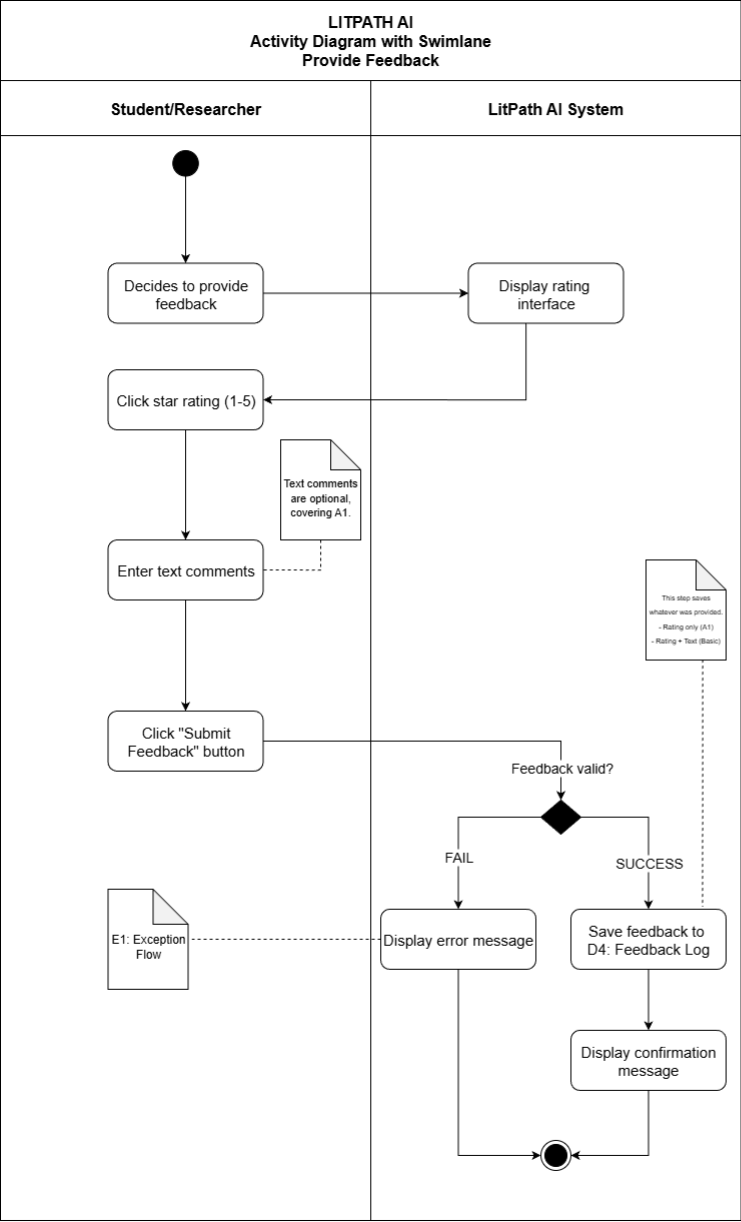 LITPATH AI
Activity Diagram with Swimlane
Provide Feedback
Student/Researcher
LitPath AI System
Decides to provide
feedback
Display rating
interface
Click star rating (1-5)
Text comments
are optional,
covering A1.
Enter text comments
This step saves
whatever was provided.
- Rating only (A1)
- Rating + Text (Basic)
Click "Submit
Feedback" button
Feedback valid?
FAIL
SUCCESS
E1: Exception
Flow
Display error message
Save feedback to
D4: Feedback Log
Display confirmation
message